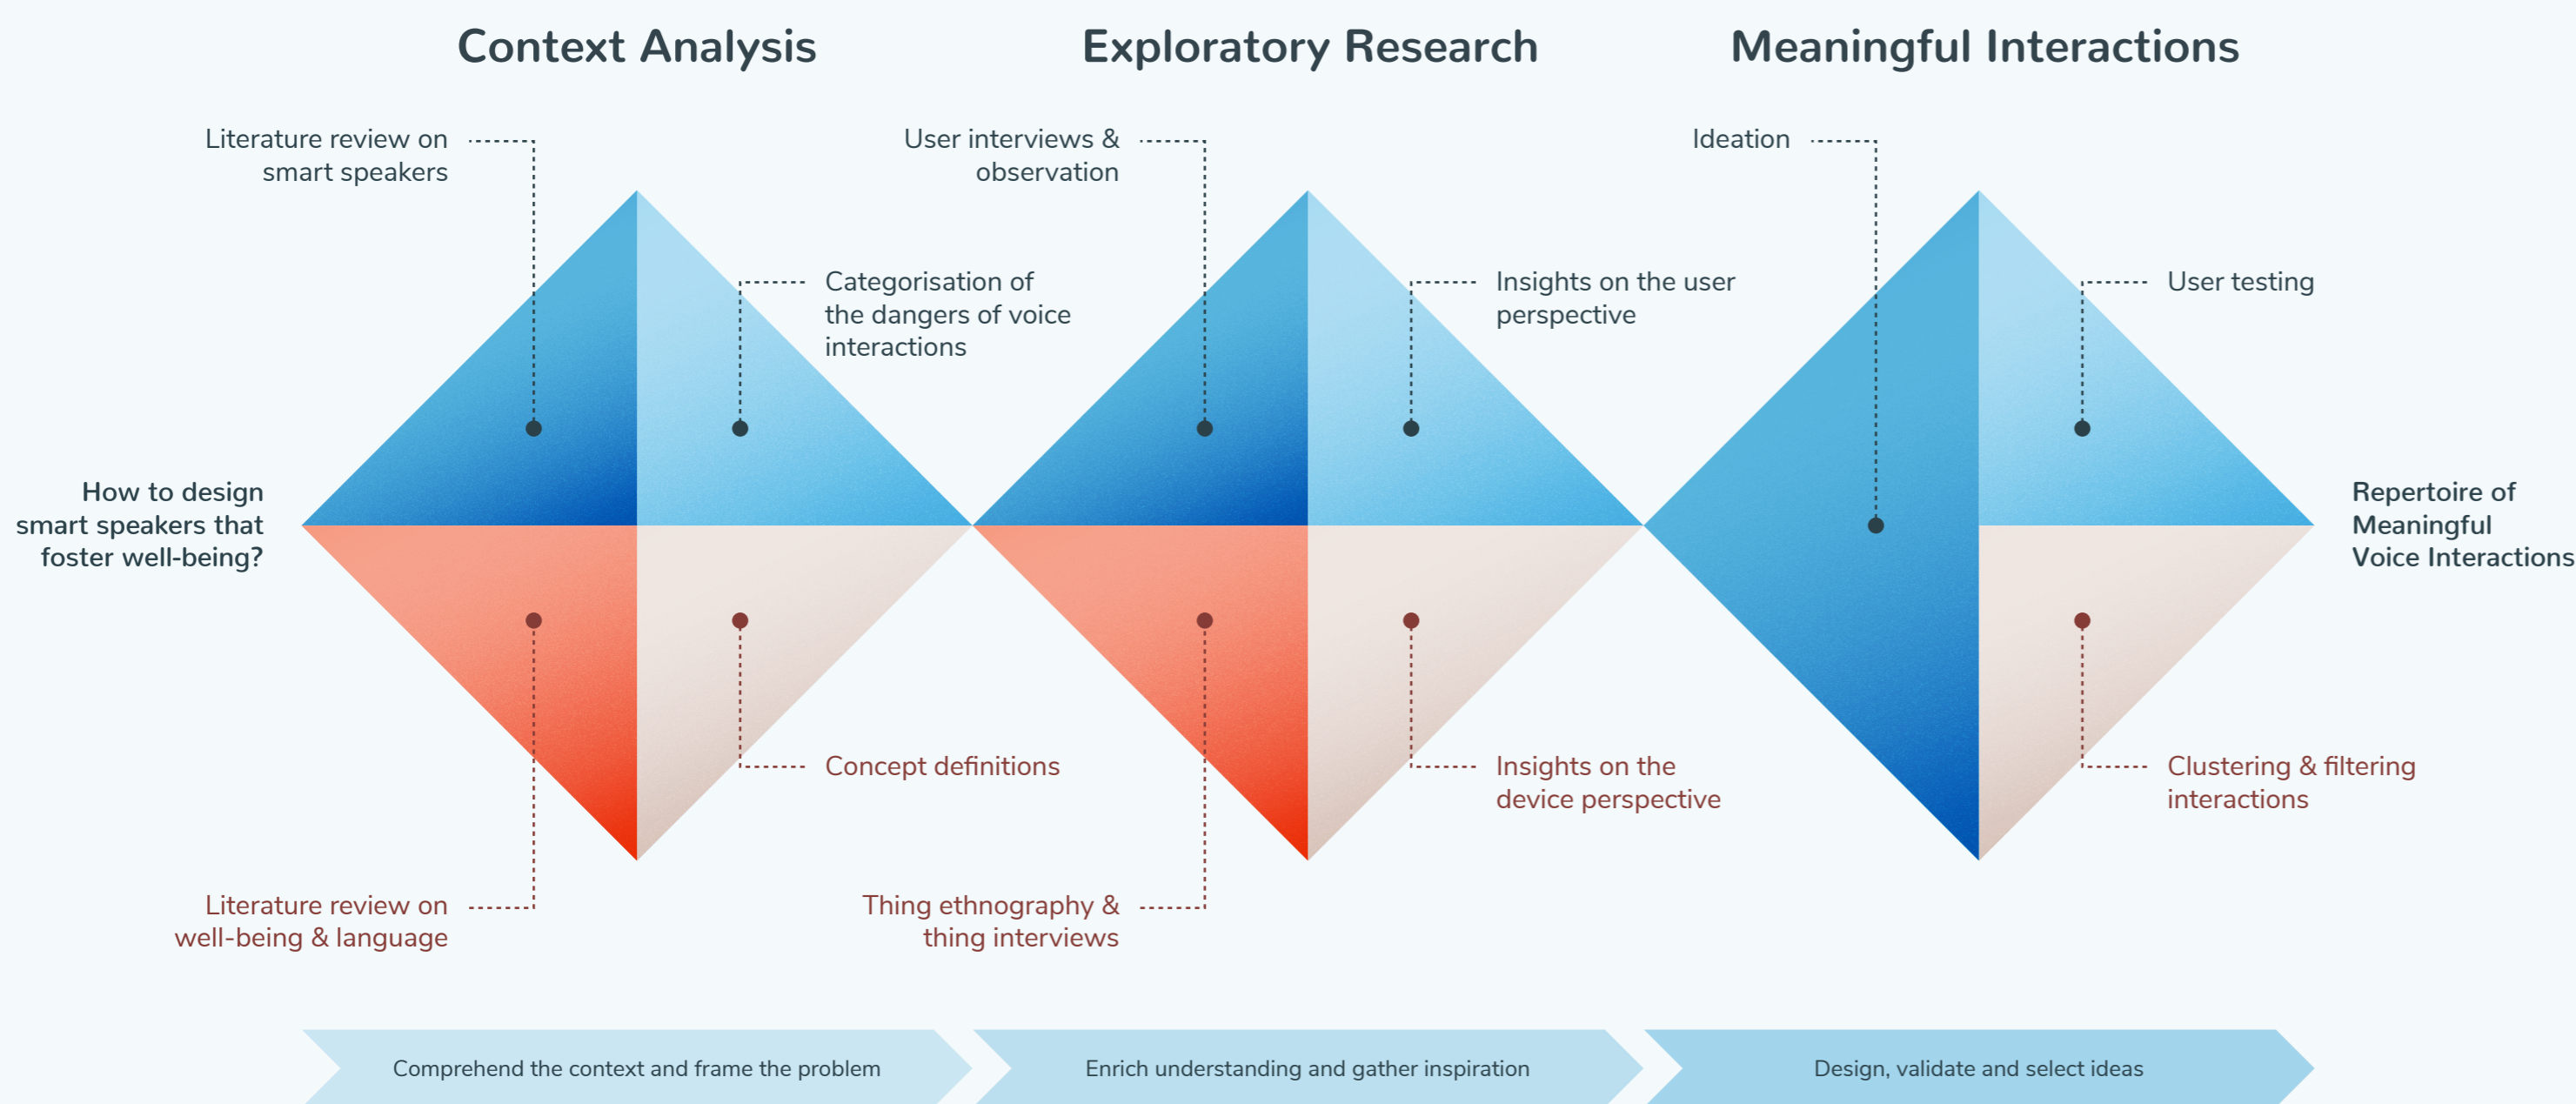 Context Analysis
Exploratory Research
Meaningful Interactions
Literature review on
smart speakers
User interviews &
observation
Ideation
Categorisation of
the dangers of voice
interactions
Insights on the user
perspective
User testing
How to design
smart speakers that
foster well-being?
Repertoire of
Meaningful
Voice Interactions
Concept definitions
Insights on the
device perspective
Clustering & filtering
interactions
Literature review on
well-being & language
Thing ethnography &
thing interviews
Comprehend the context and frame the problem
Enrich understanding and gather inspiration
Design, validate and select ideas